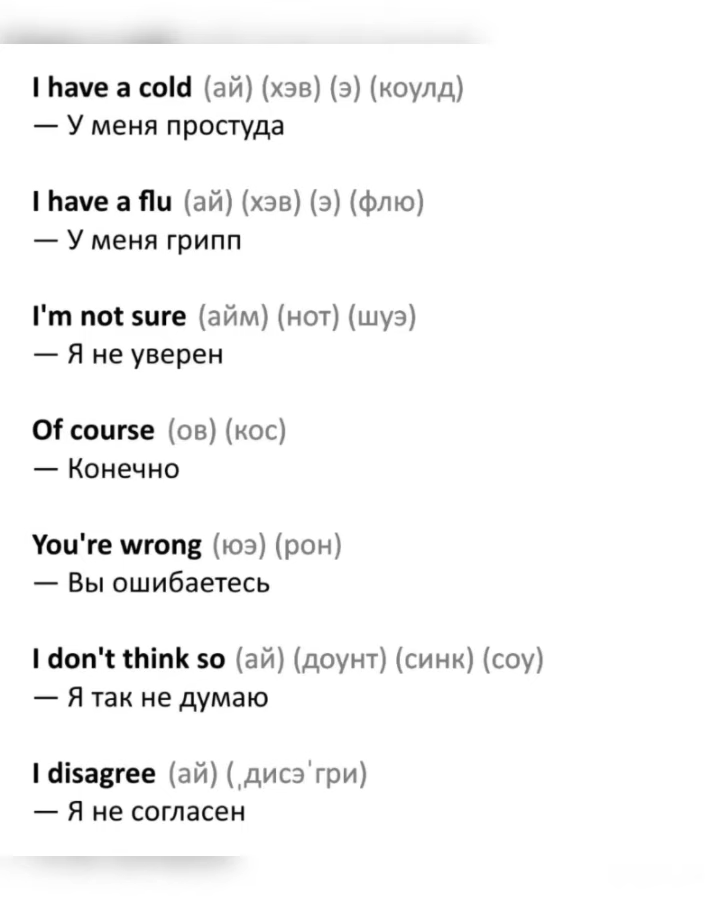 I have a cold (ай) (хэв) (э) (коулд)
— У меня простуда
I have a flu (ай) (хэв) (э) (флю)
— У меня грипп
I'm not sure (айм) (нот) (шуэ)
— Я не уверен
Of course (ов) (кос)
— Конечно
You're wrong (юэ) (рон)
— Вы ошибаетесь
I don't think so (ай) (доунт) (синк) (соу)
— Я так не думаю
I disagree (ай) (ˌдисэˈгри)
— Я не согласен